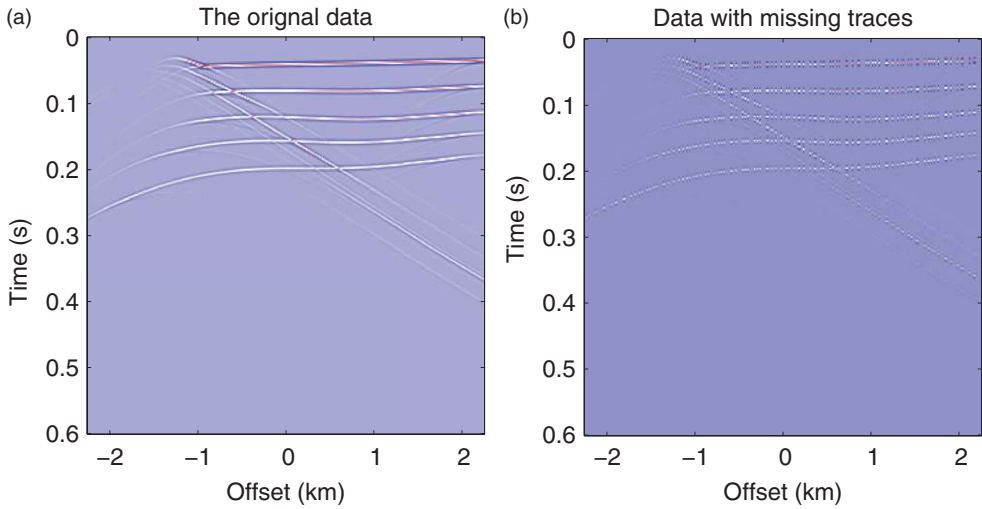 (a) The orignal data
0
0.1
0.2
0.3
0.4
0.5
0.6
Time (s)
−2 −1 0 1 2
Offset (km)
(b) Data with missing traces
0
0.1
0.2
0.3
0.4
0.5
0.6
Time (s)
−2 −1 0 1 2
Offset (km)